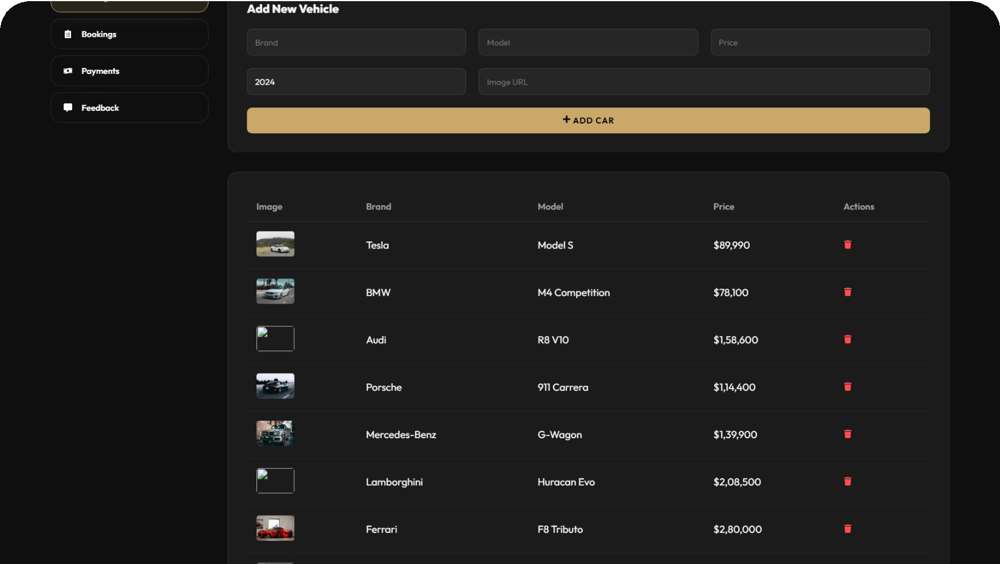 Bookings
Payments
Feedback
Add New Vehicle
Brand Model Price
2024 Image URL
+ ADD CAR
Image Brand Model Price Actions
Tesla Model S $89,990
BMW M4 Competition $78,100
Audi R8 V10 $1,58,600
Porsche 911 Carrera $1,14,400
Mercedes-Benz G-Wagon $1,39,900
Lamborghini Huracan Evo $2,08,500
Ferrari F8 Tributo $2,80,000